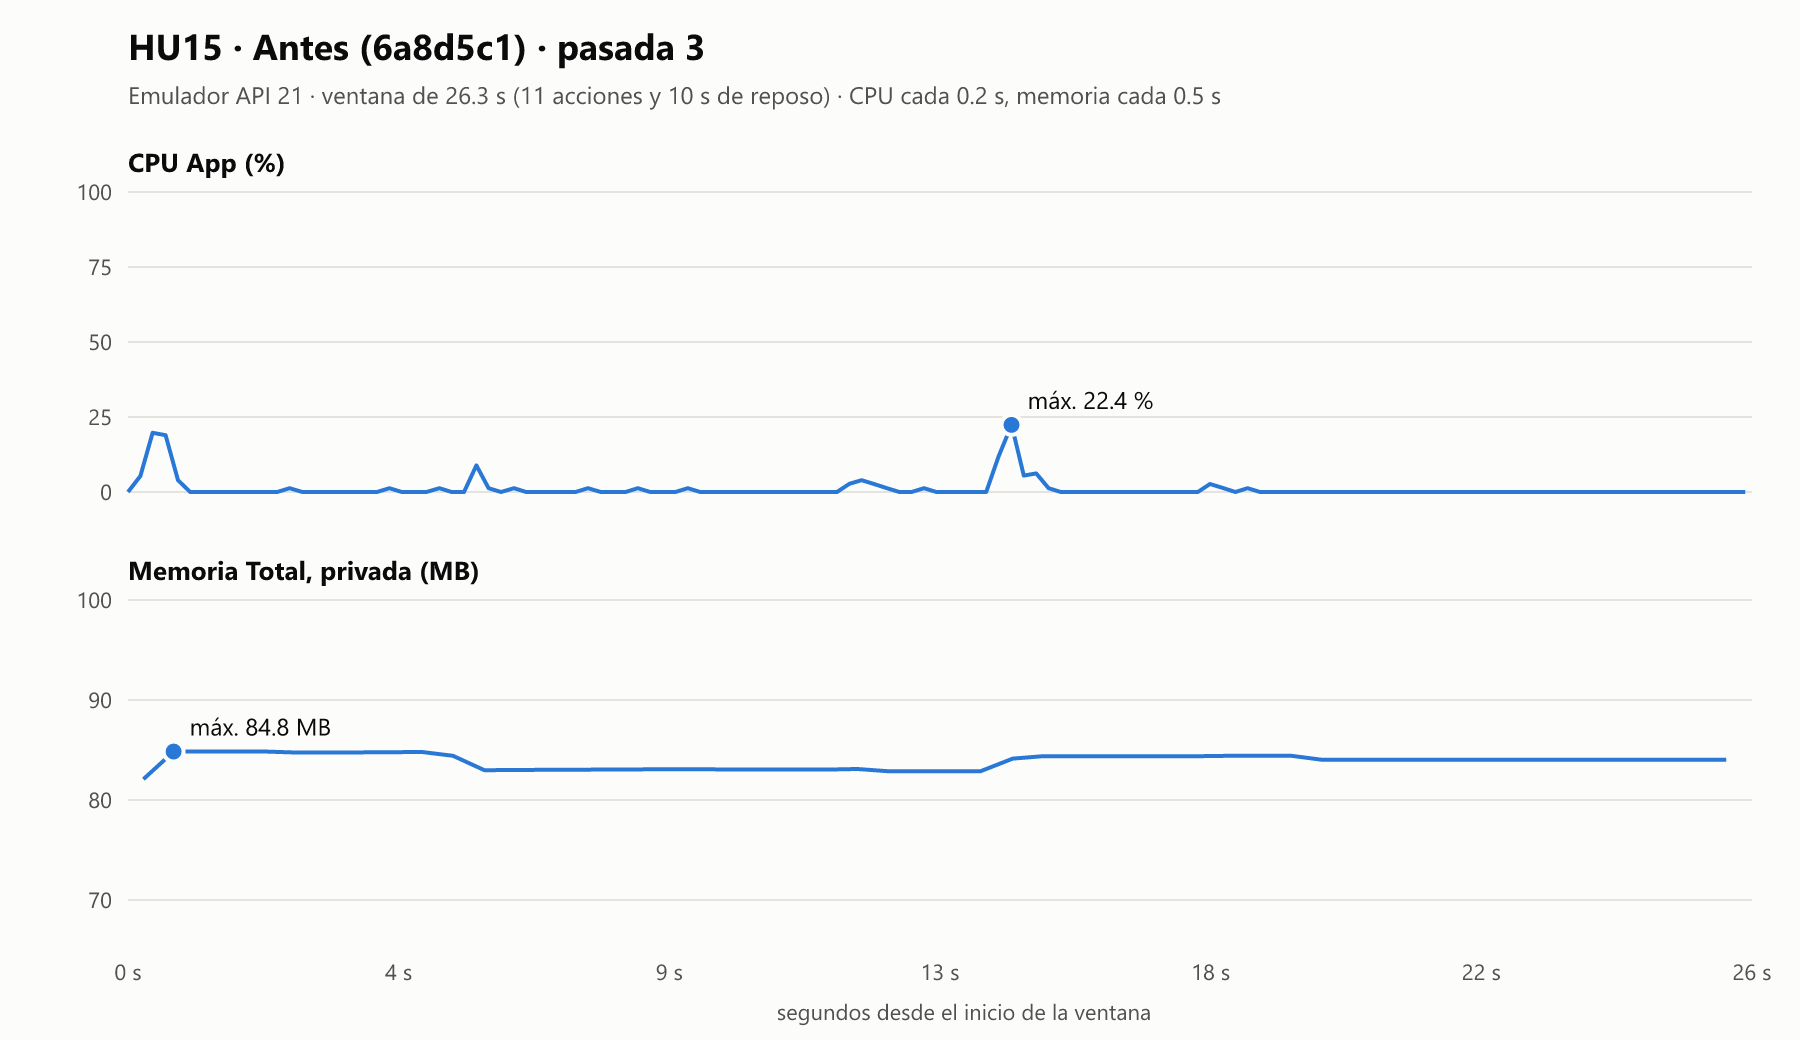 HU15 · Antes (6a8d5c1) · pasada 3
Emulador API 21 · ventana de 26.3 s (11 acciones y 10 s de reposo) · CPU cada 0.2 s, memoria cada 0.5 s
CPU App (%)
100
75
50
máx. 22.4 %
25
0
Memoria Total, privada (MB)
100
90
máx. 84.8 MB
80
70
0 s 4 s 9 s 13 s 18 s 22 s 26 s
segundos desde el inicio de la ventana